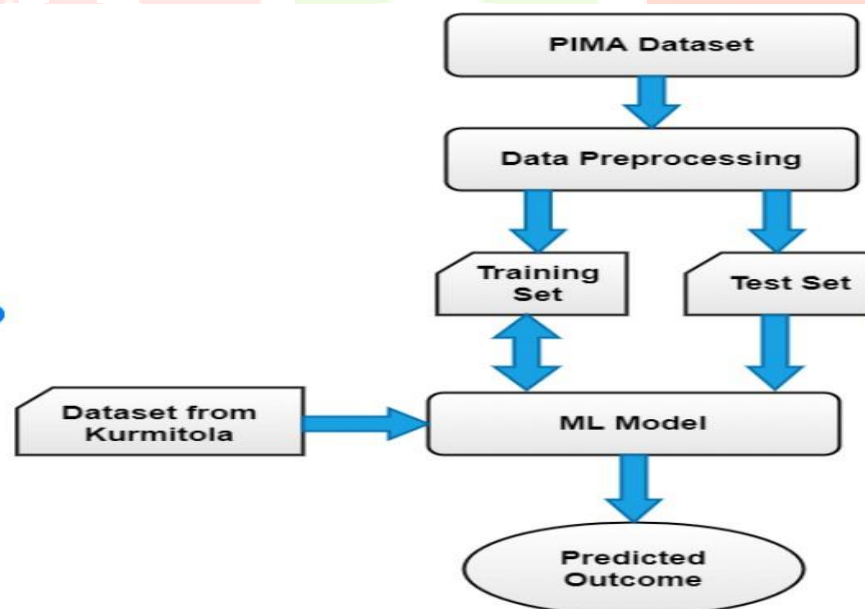 PIMA Dataset
Data Preprocessing
Training
Set
Test Set
Dataset from
Kurmitola
ML Model
Predicted
Outcome